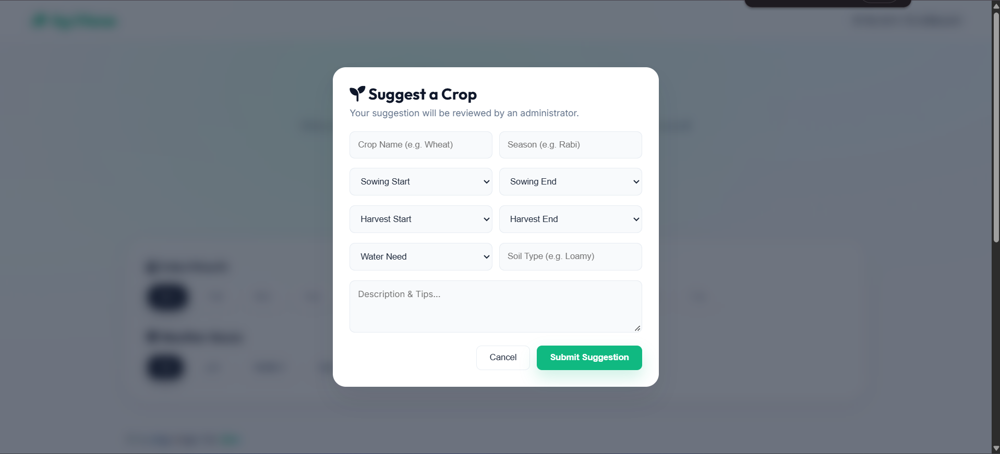 Suggest a Crop
Your suggestion will be reviewed by an administrator.
Crop Name (e.g. Wheat) Season (e.g. Rabi)
Sowing Start Sowing End
Harvest Start Harvest End
Water Need Soil Type (e.g. Loamy)
Description & Tips...
Cancel Submit Suggestion